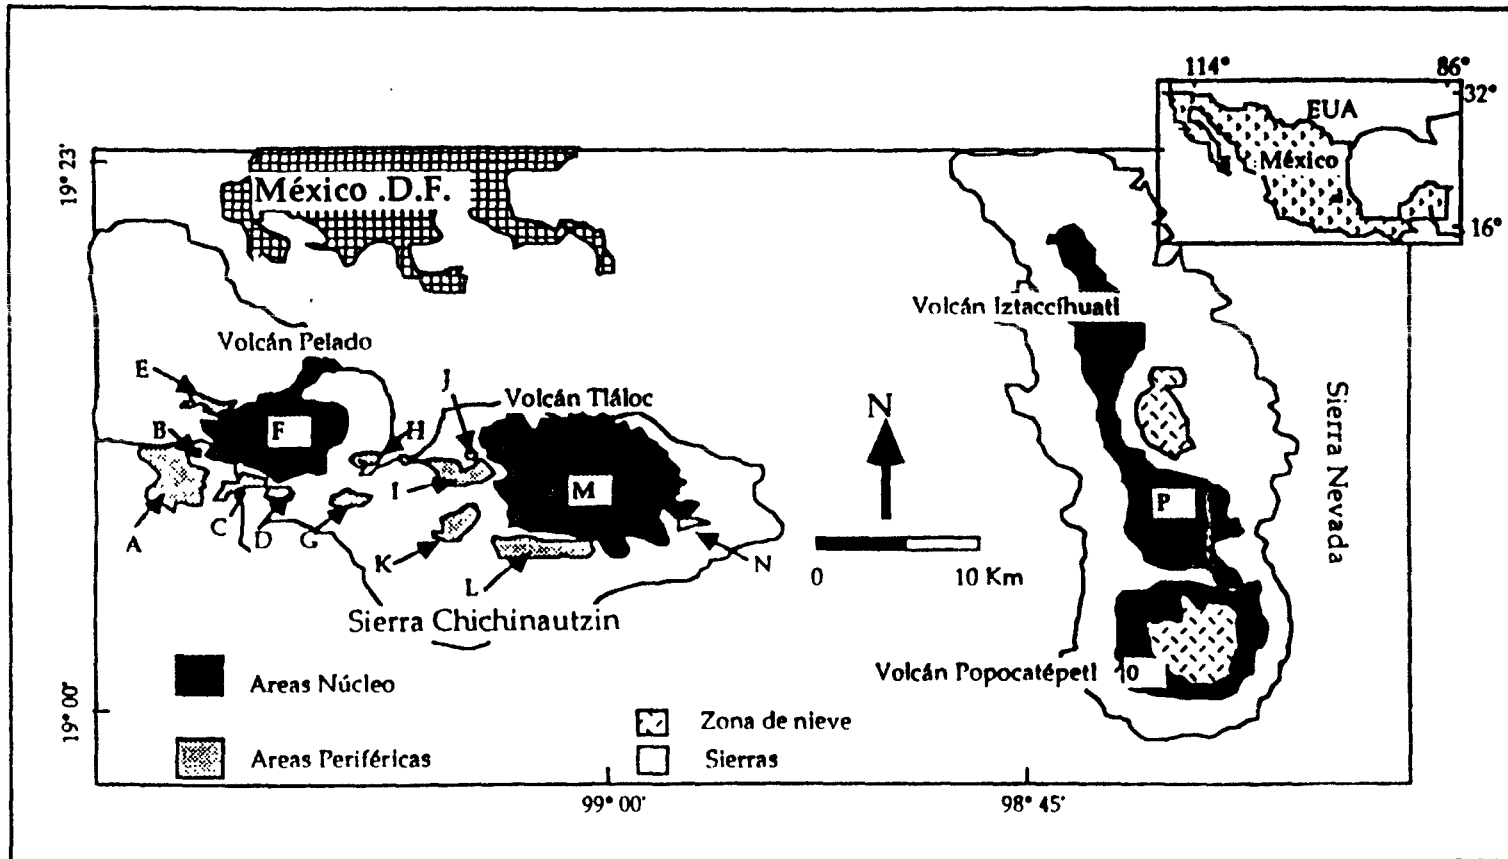 114°
86°
32°
EUA
México
16°
19° 23'
México .D.F.
Volcán Iztaccíhuatl
Volcán Pelado
E
J
Volcán Tláloc
B
F
H
N
Sierra Nevada
I
M
P
A
C
D
G
K
L
N
0
10 Km
Sierra Chichinautzin
Volcán Popocatépetl
0
Areas Núcleo
Zona de nieve
19° 00'
Areas Periféricas
Sierras
99° 00'
98° 45'